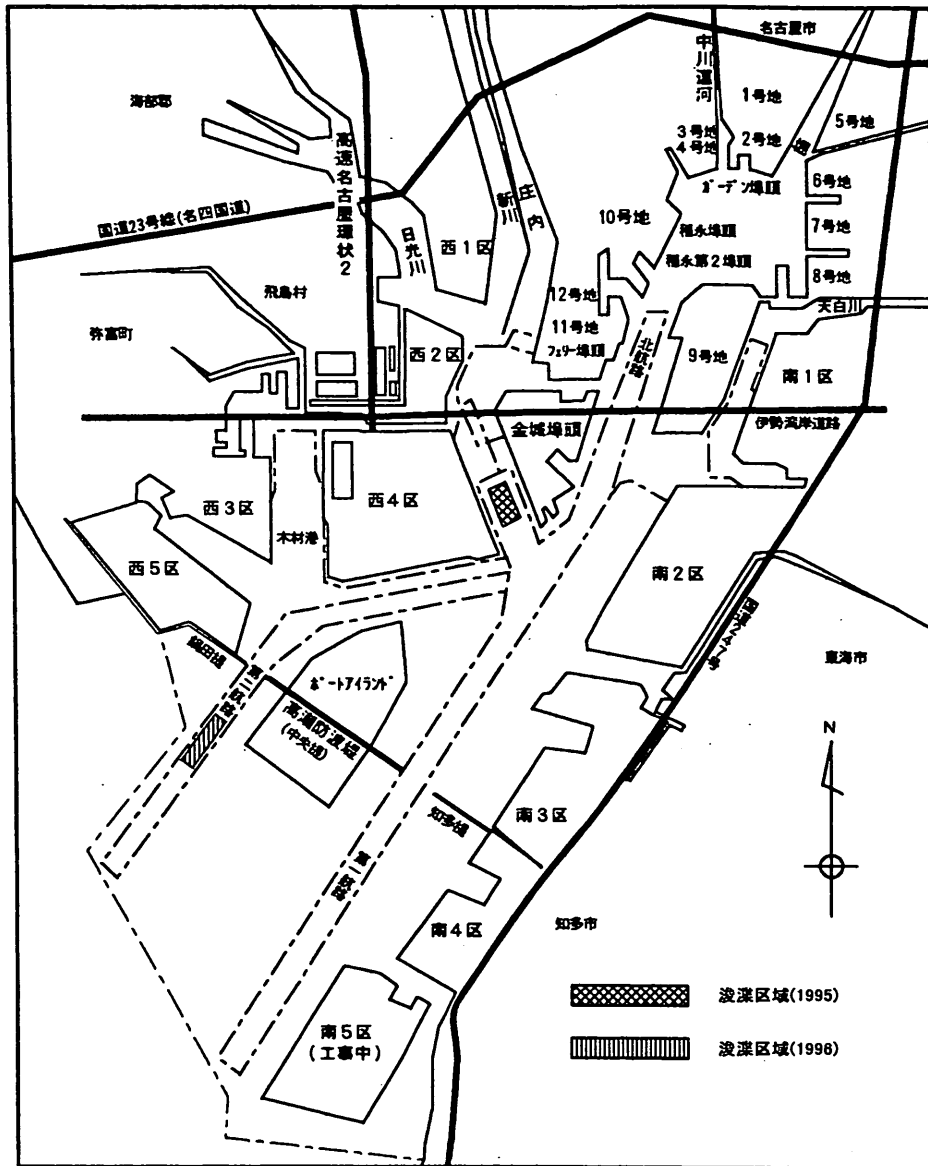 名古屋市
中川運河
海部郡
1号地
5号地
3号地
4号地
2号地
堀
高速名古屋環状2
ガーデン埠頭
6号地
国道23号線(名四国道)
庄内
新川
10号地
7号地
稲永埠頭
日光川
西1区
稲永第2埠頭
8号地
飛島村
12号地
天白川
弥富町
11号地
フェリー埠頭
北航路
西2区
9号地
南1区
金城埠頭
伊勢湾岸道路
西3区
西4区
木材港
西5区
南2区
国道247号
東海市
鍋田堤
第二航路
ポートアイランド
高潮防波堤
(中央堤)
N
知多堤
南3区
第一航路
南4区
知多市
浚渫区域(1995)
南5区
(工事中)
浚渫区域(1996)